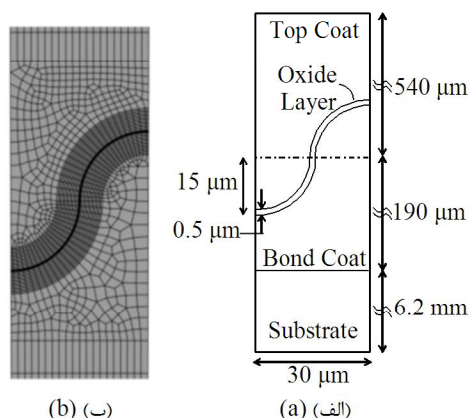 Top Coat
Oxide
Layer
540 μm
15 μm
0.5 μm
190 μm
Bond Coat
6.2 mm
Substrate
30 μm
(b) (ب)
(a) (الف)